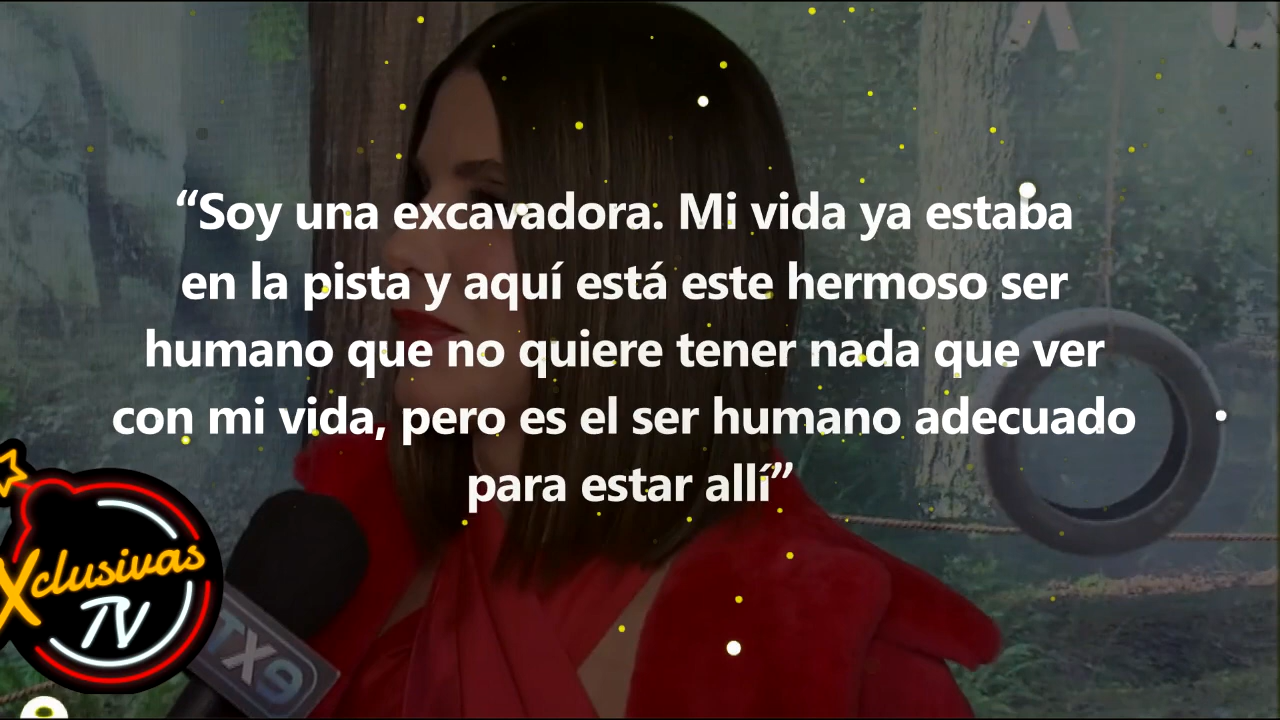 “Soy una excavadora. Mi vida ya estaba
en la pista y aquí está este hermoso ser
humano que no quiere tener nada que ver
con mi vida, pero es el ser humano adecuado
para estar allí”
Xclusivas
TV
TX9
X